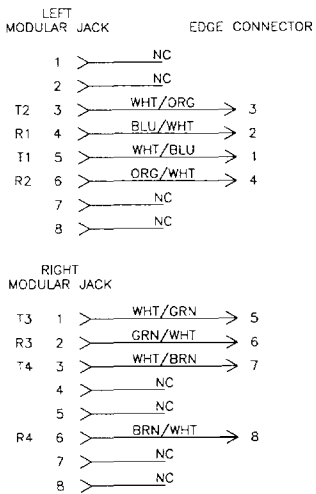 LEFT
MODULAR JACK EDGE CONNECTOR
1 NC
2 NC
T2 3 WHT/ORG 3
R1 4 BLU/WHT 2
T1 5 WHT/BLU 1
R2 6 ORG/WHT 4
7 NC
8 NC
RIGHT
MODULAR JACK
T3 1 WHT/GRN 5
R3 2 GRN/WHT 6
T4 3 WHT/BRN 7
4 NC
5 NC
R4 6 BRN/WHT 8
7 NC
8 NC